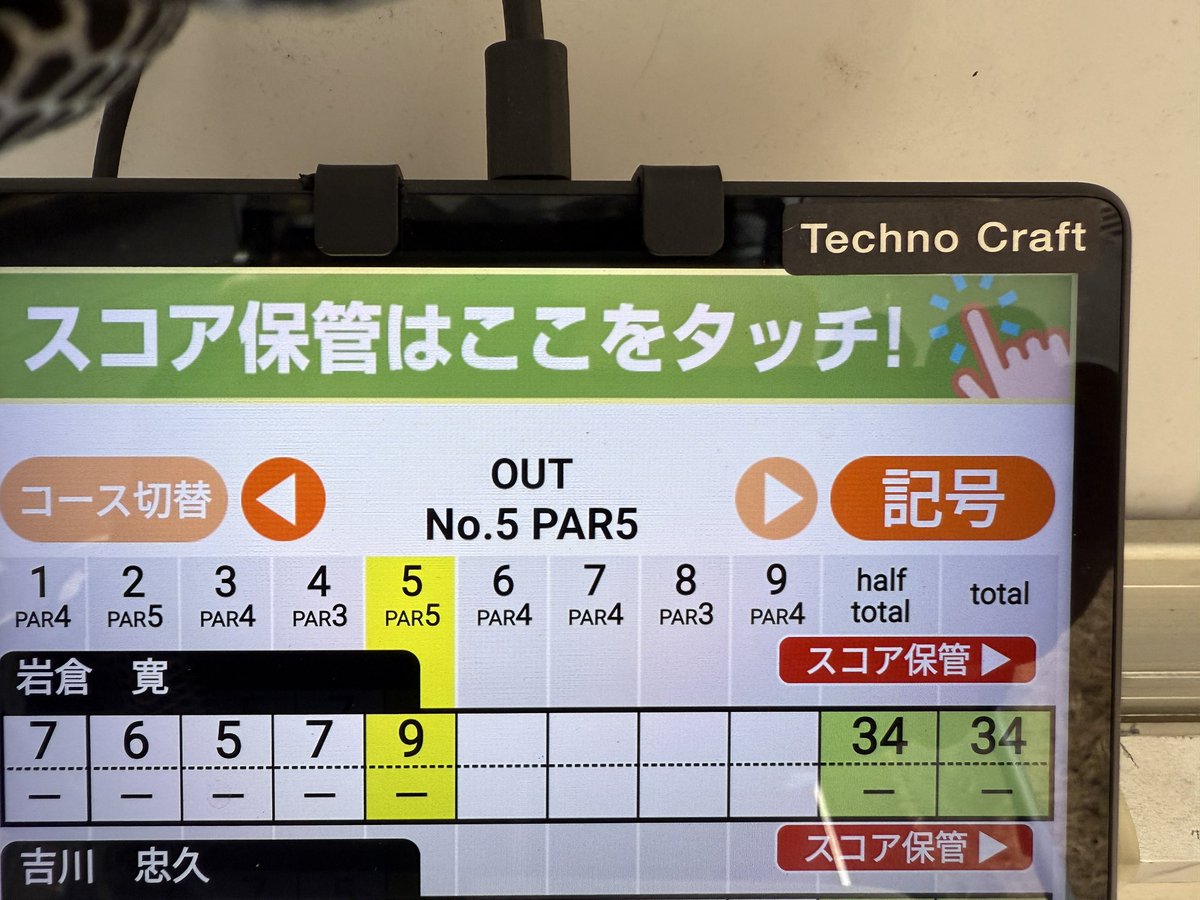 Techno Craft
スコア保管はここをタッチ!
コース切替 ◀ OUT ▶ 記号
No.5 PAR5
1 2 3 4 5 6 7 8 9 half total
PAR4 PAR5 PAR4 PAR3 PAR5 PAR4 PAR4 PAR3 PAR4 total
岩倉 寛 スコア保管▶
7 6 5 7 9 34 34
– – – – – – –
吉川 忠久 スコア保管▶